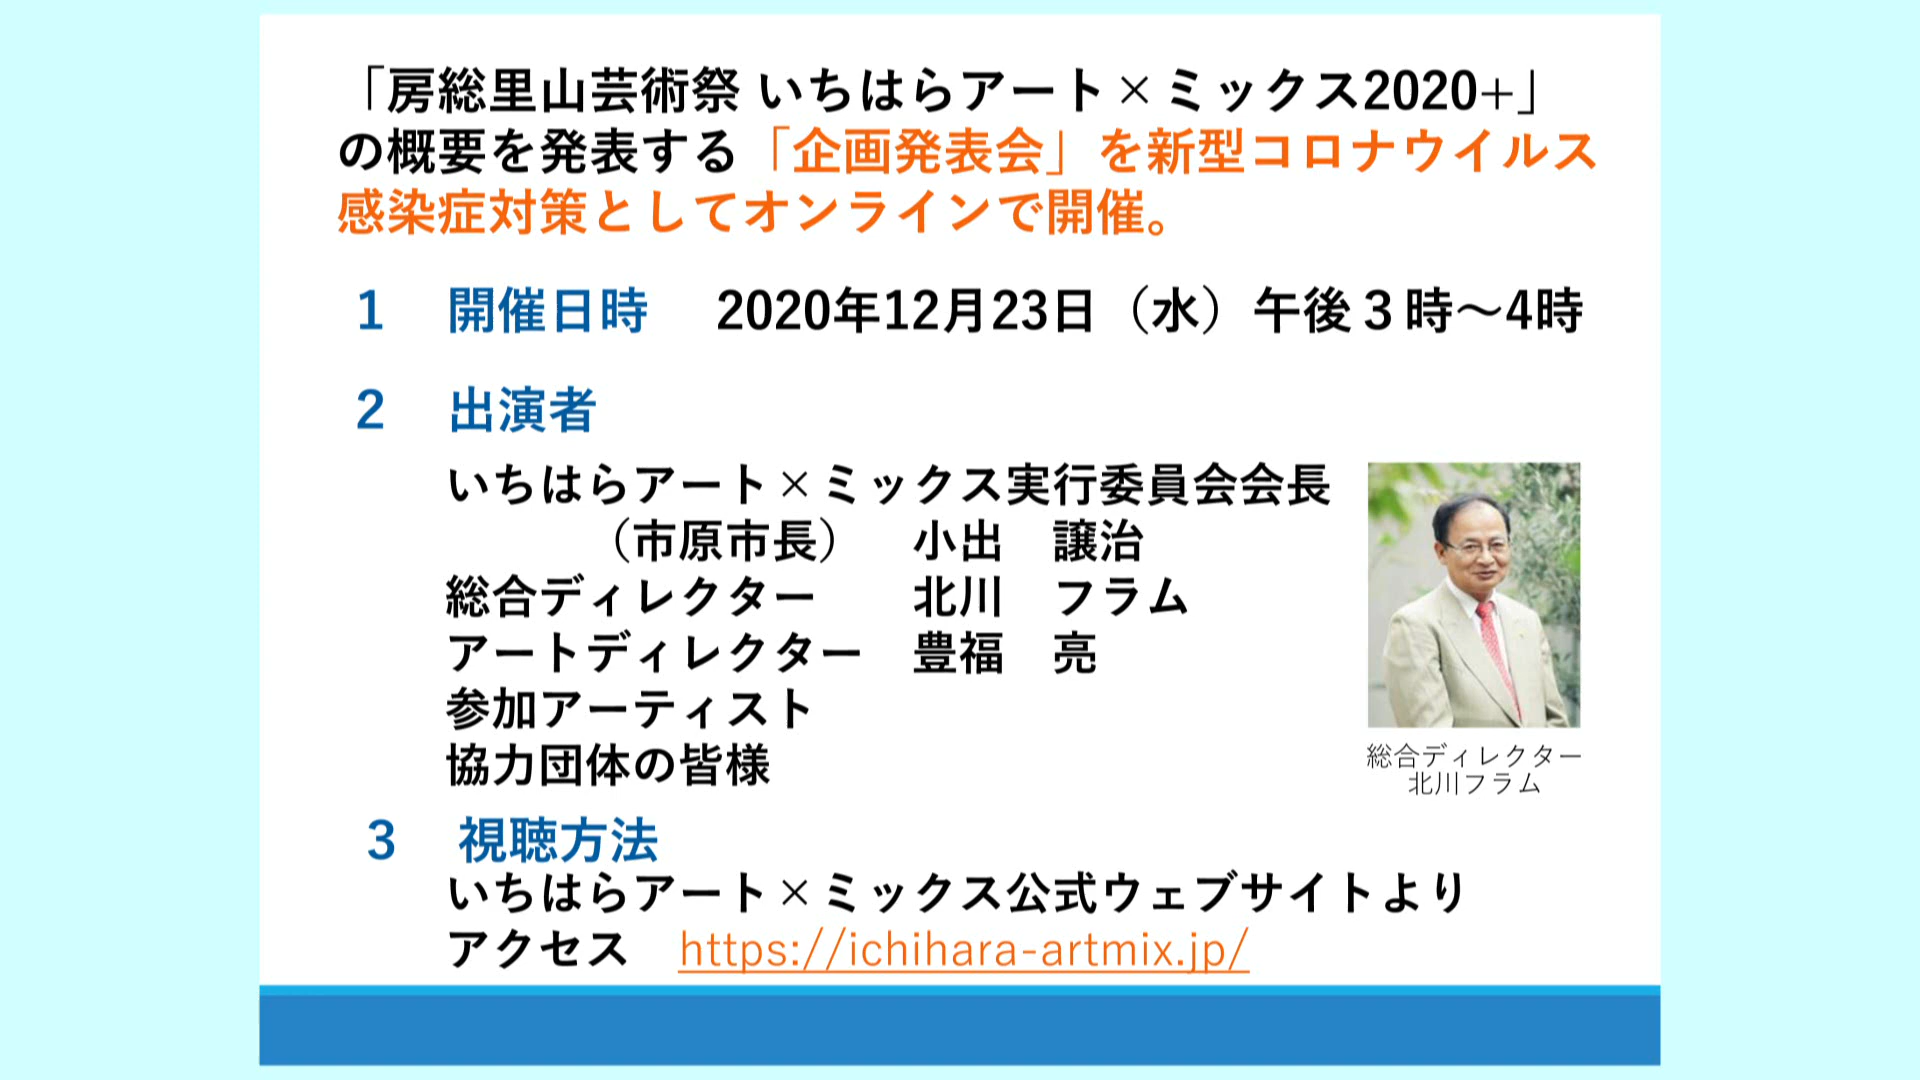 「房総里山芸術祭 いちはらアート×ミックス2020+」
の概要を発表する「企画発表会」を新型コロナウイルス
感染症対策としてオンラインで開催。
1　開催日時　2020年12月23日（水）午後３時～4時
2　出演者
いちはらアート×ミックス実行委員会会長
（市原市長）　小出　譲治
総合ディレクター　北川　フラム
アートディレクター　豊福　亮
参加アーティスト
協力団体の皆様
総合ディレクター
北川フラム
3　視聴方法
いちはらアート×ミックス公式ウェブサイトより
アクセス　https://ichihara-artmix.jp/